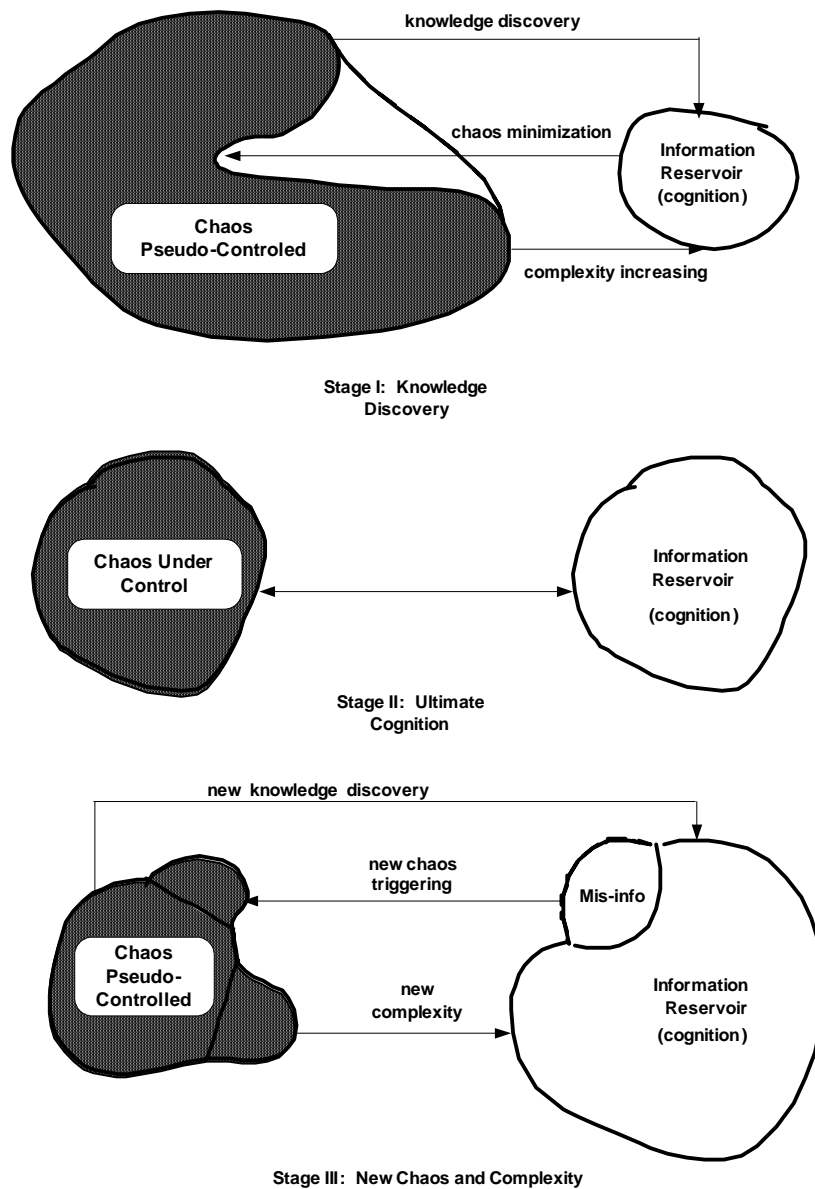 knowledge discovery
chaos minimization
Information
Reservoir
(cognition)
Chaos
Pseudo-Controled
complexity increasing
Stage I: Knowledge
Discovery
Chaos Under
Control
Information
Reservoir
(cognition)
Stage II: Ultimate
Cognition
new knowledge discovery
new chaos
triggering
Mis-info
Chaos
Pseudo-
Controlled
new
complexity
Information
Reservoir
(cognition)
Stage III: New Chaos and Complexity